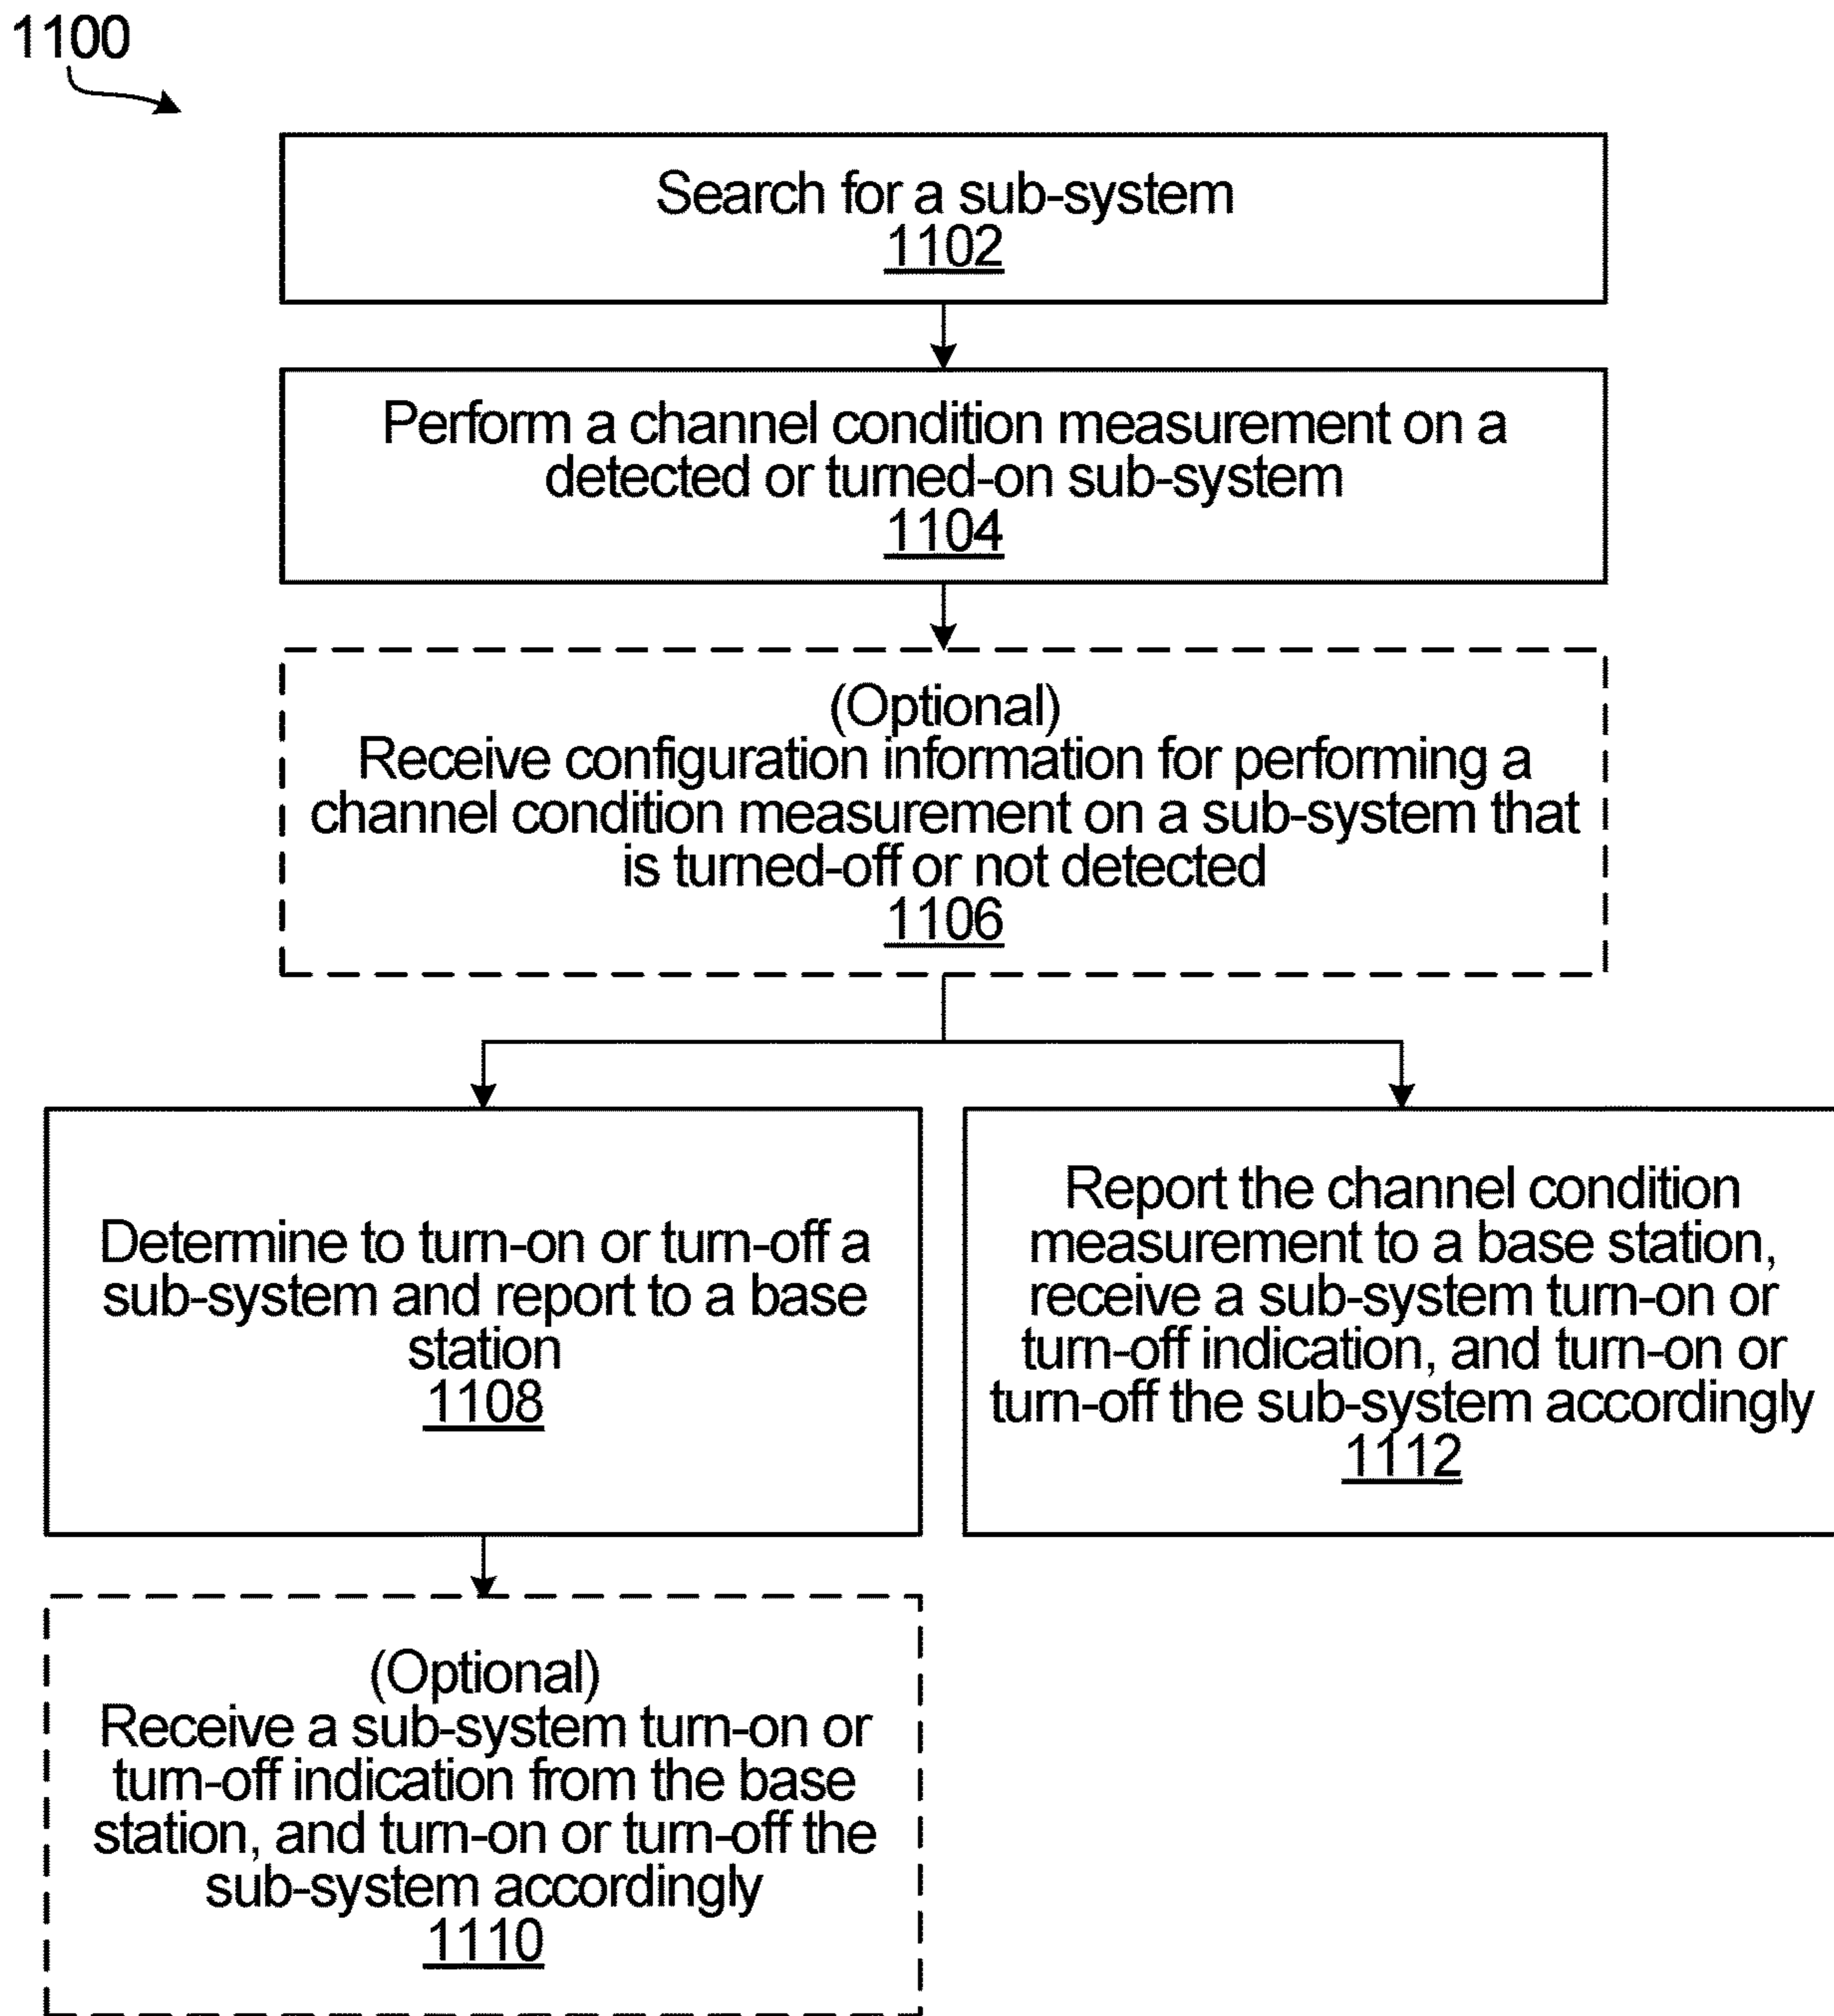 1100
Search for a sub-system
1102
Perform a channel condition measurement on a
detected or turned-on sub-system
1104
(Optional)
Receive configuration information for performing a
channel condition measurement on a sub-system that
is turned-off or not detected
1106
Determine to turn-on or turn-off a
sub-system and report to a base
station
1108
Report the channel condition
measurement to a base station,
receive a sub-system turn-on or
turn-off indication, and turn-on or
turn-off the sub-system accordingly
1112
(Optional)
Receive a sub-system turn-on or
turn-off indication from the base
station, and turn-on or turn-off the
sub-system accordingly
1110